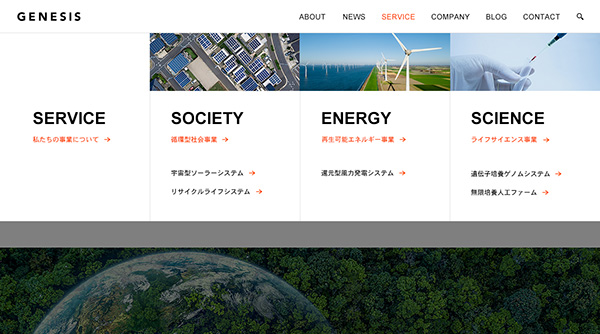 GENESIS
ABOUT NEWS SERVICE COMPANY BLOG CONTACT
SERVICE
私たちの事業について →
SOCIETY
循環型社会事業 →
宇宙型ソーラーシステム →
リサイクルライフシステム →
ENERGY
再生可能エネルギー事業 →
還元型風力発電システム →
SCIENCE
ライフサイエンス事業 →
遺伝子培養ゲノムシステム →
無限培養人工ファーム →